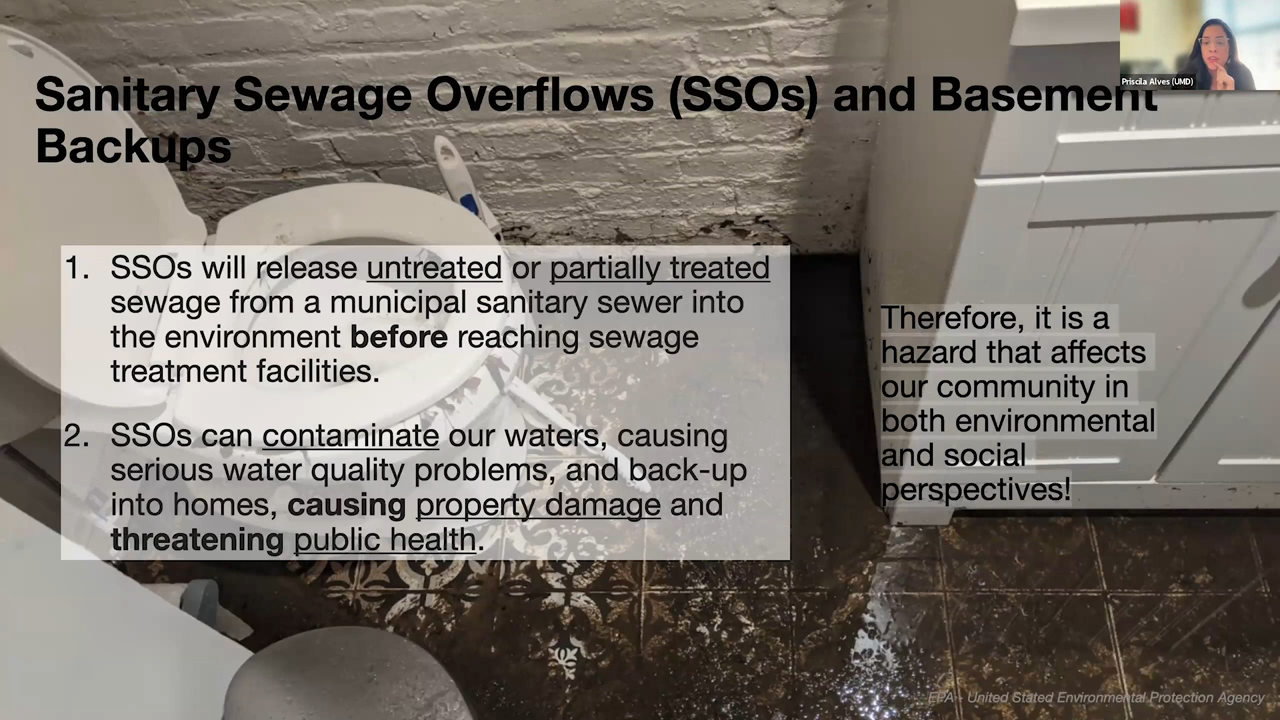 Priscila Alves (UMD)
Sanitary Sewage Overflows (SSOs) and Basement
Backups
1. SSOs will release untreated or partially treated
sewage from a municipal sanitary sewer into
the environment before reaching sewage
treatment facilities.
2. SSOs can contaminate our waters, causing
serious water quality problems, and back-up
into homes, causing property damage and
threatening public health.
Therefore, it is a
hazard that affects
our community in
both environmental
and social
perspectives!
EPA - United Stated Environmental Protection Agency